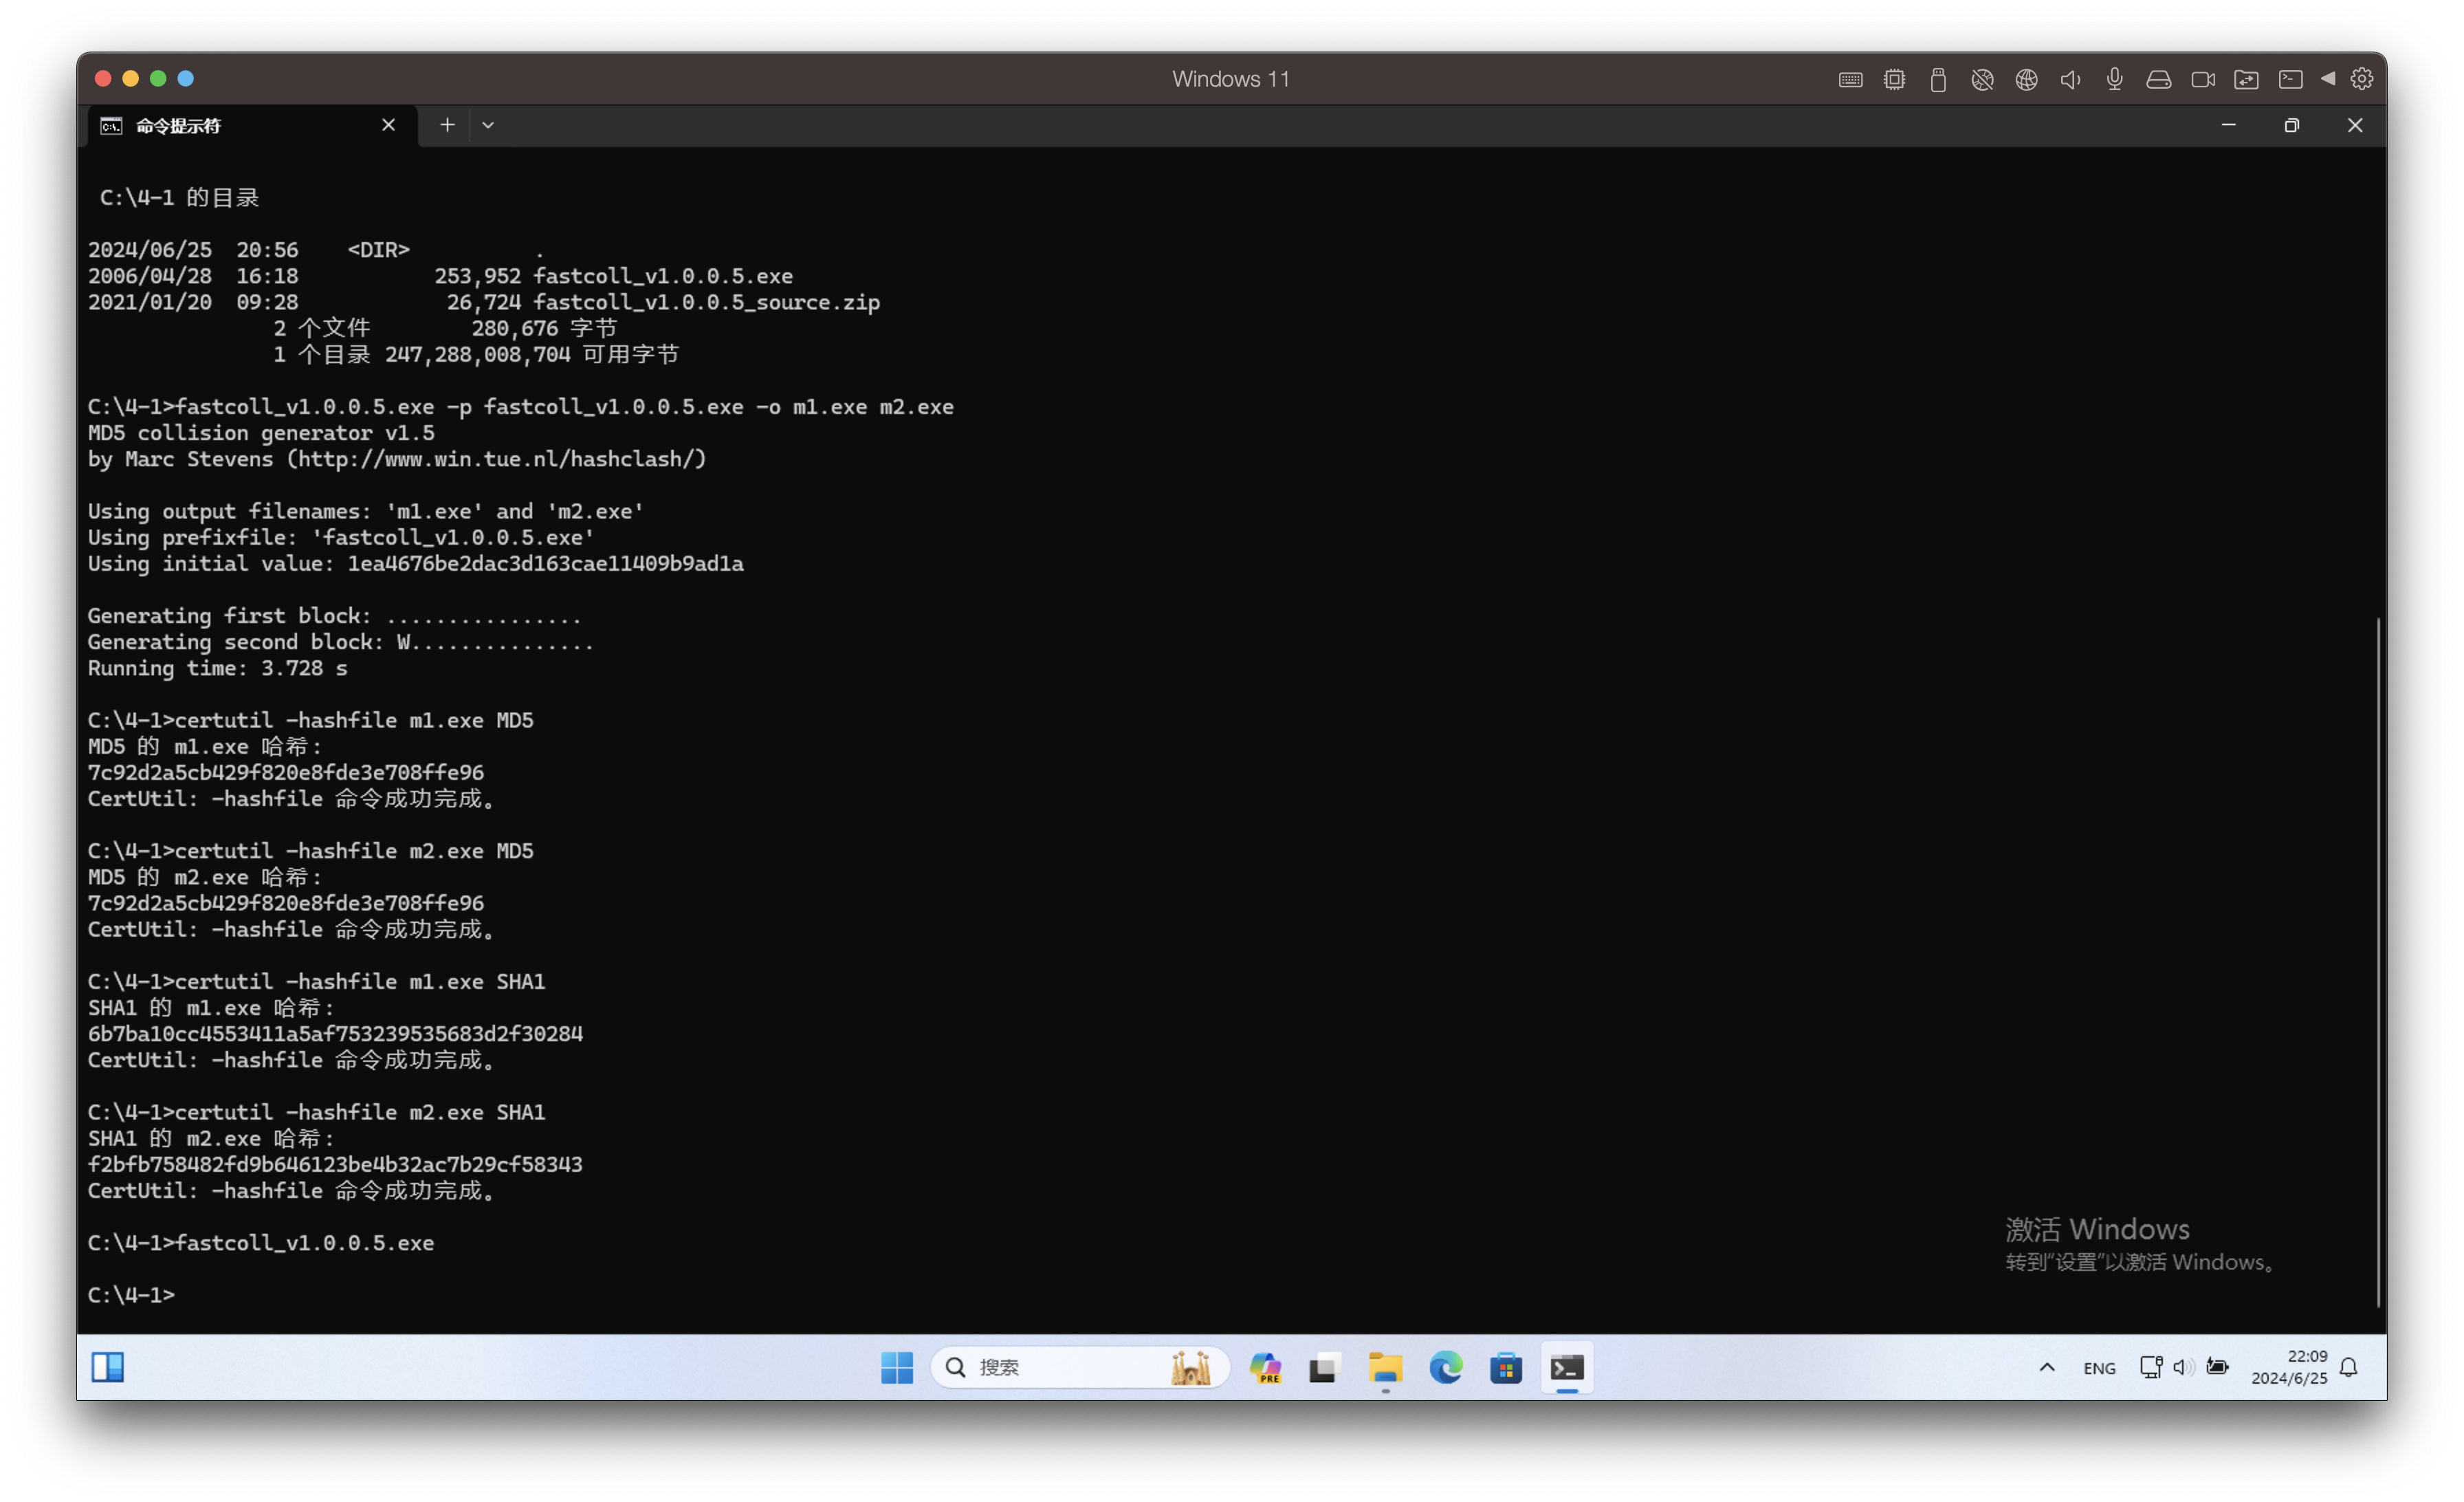 Windows 11
命令提示符
C:\4-1 的目录
2024/06/25  20:56    <DIR>          .
2006/04/28  16:18           253,952 fastcoll_v1.0.0.5.exe
2021/01/20  09:28            26,724 fastcoll_v1.0.0.5_source.zip
2 个文件        280,676 字节
1 个目录 247,288,008,704 可用字节
C:\4-1>fastcoll_v1.0.0.5.exe -p fastcoll_v1.0.0.5.exe -o m1.exe m2.exe
MD5 collision generator v1.5
by Marc Stevens (http://www.win.tue.nl/hashclash/)
Using output filenames: 'm1.exe' and 'm2.exe'
Using prefixfile: 'fastcoll_v1.0.0.5.exe'
Using initial value: 1ea4676be2dac3d163cae11409b9ad1a
Generating first block: ................
Generating second block: W...............
Running time: 3.728 s
C:\4-1>certutil -hashfile m1.exe MD5
MD5 的 m1.exe 哈希:
7c92d2a5cb429f820e8fde3e708ffe96
CertUtil: -hashfile 命令成功完成。
C:\4-1>certutil -hashfile m2.exe MD5
MD5 的 m2.exe 哈希:
7c92d2a5cb429f820e8fde3e708ffe96
CertUtil: -hashfile 命令成功完成。
C:\4-1>certutil -hashfile m1.exe SHA1
SHA1 的 m1.exe 哈希:
6b7ba10cc4553411a5af753239535683d2f30284
CertUtil: -hashfile 命令成功完成。
C:\4-1>certutil -hashfile m2.exe SHA1
SHA1 的 m2.exe 哈希:
f2bfb758482fd9b646123be4b32ac7b29cf58343
CertUtil: -hashfile 命令成功完成。
C:\4-1>fastcoll_v1.0.0.5.exe
C:\4-1>
激活 Windows
转到“设置”以激活 Windows。
搜索
PRE
ENG
22:09
2024/6/25